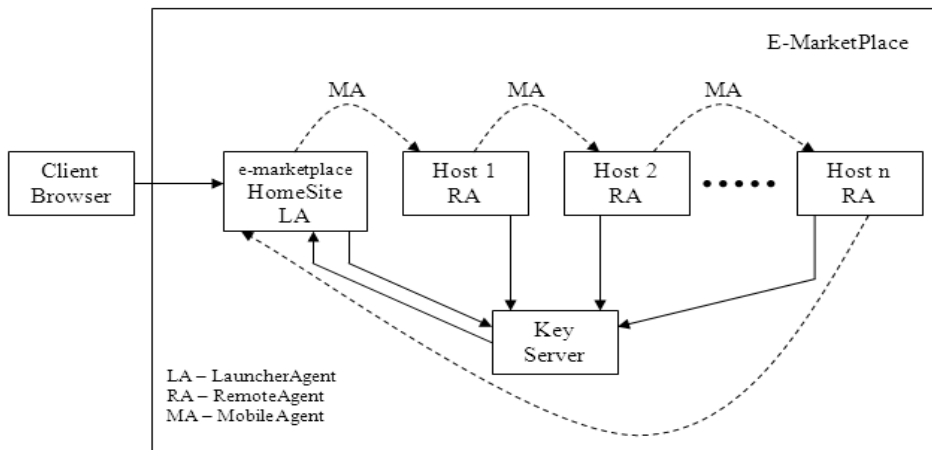 E-MarketPlace
MA
MA
MA
Client
Browser
e-marketplace
HomeSite
LA
Host 1
RA
Host 2
RA
Host n
RA
Key
Server
LA – LauncherAgent
RA – RemoteAgent
MA – MobileAgent